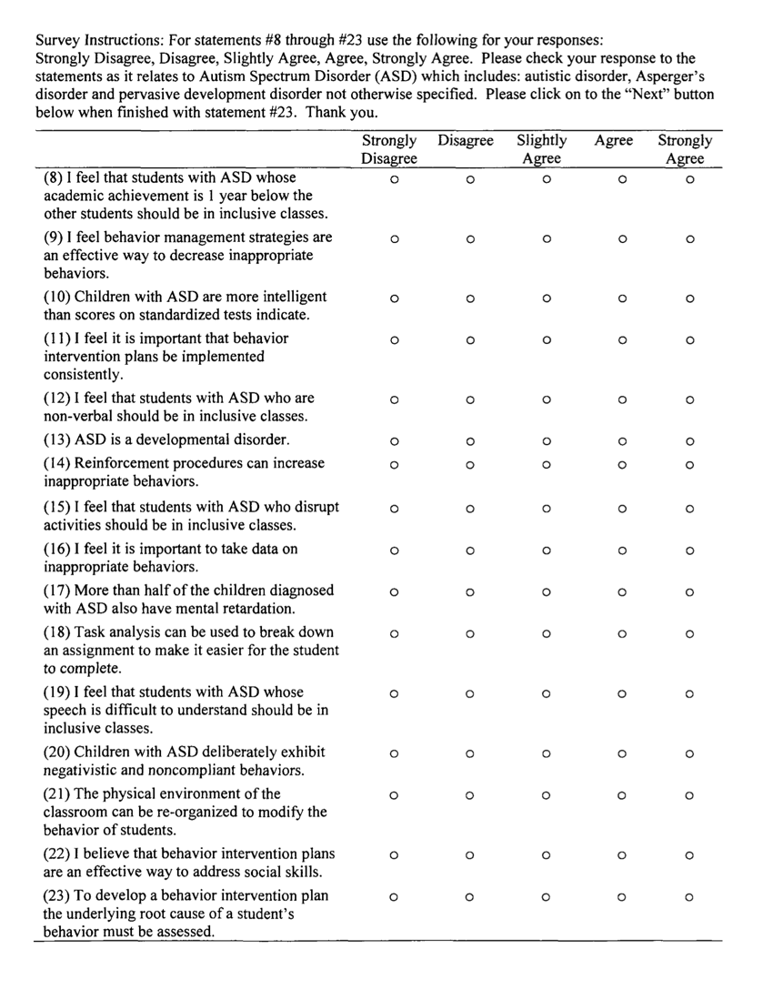 Survey Instructions: For statements #8 through #23 use the following for your responses:
Strongly Disagree, Disagree, Slightly Agree, Agree, Strongly Agree. Please check your response to the
statements as it relates to Autism Spectrum Disorder (ASD) which includes: autistic disorder, Asperger's
disorder and pervasive development disorder not otherwise specified. Please click on to the “Next” button
below when finished with statement #23. Thank you.
Strongly Disagree Slightly Agree Strongly
Disagree Agree Agree
(8) I feel that students with ASD whose
academic achievement is 1 year below the
other students should be in inclusive classes.
(9) I feel behavior management strategies are
an effective way to decrease inappropriate
behaviors.
(10) Children with ASD are more intelligent
than scores on standardized tests indicate.
(11) I feel it is important that behavior
intervention plans be implemented
consistently.
(12) I feel that students with ASD who are
non-verbal should be in inclusive classes.
(13) ASD is a developmental disorder.
(14) Reinforcement procedures can increase
inappropriate behaviors.
(15) I feel that students with ASD who disrupt
activities should be in inclusive classes.
(16) I feel it is important to take data on
inappropriate behaviors.
(17) More than half of the children diagnosed
with ASD also have mental retardation.
(18) Task analysis can be used to break down
an assignment to make it easier for the student
to complete.
(19) I feel that students with ASD whose
speech is difficult to understand should be in
inclusive classes.
(20) Children with ASD deliberately exhibit
negativistic and noncompliant behaviors.
(21) The physical environment of the
classroom can be re-organized to modify the
behavior of students.
(22) I believe that behavior intervention plans
are an effective way to address social skills.
(23) To develop a behavior intervention plan
the underlying root cause of a student's
behavior must be assessed.